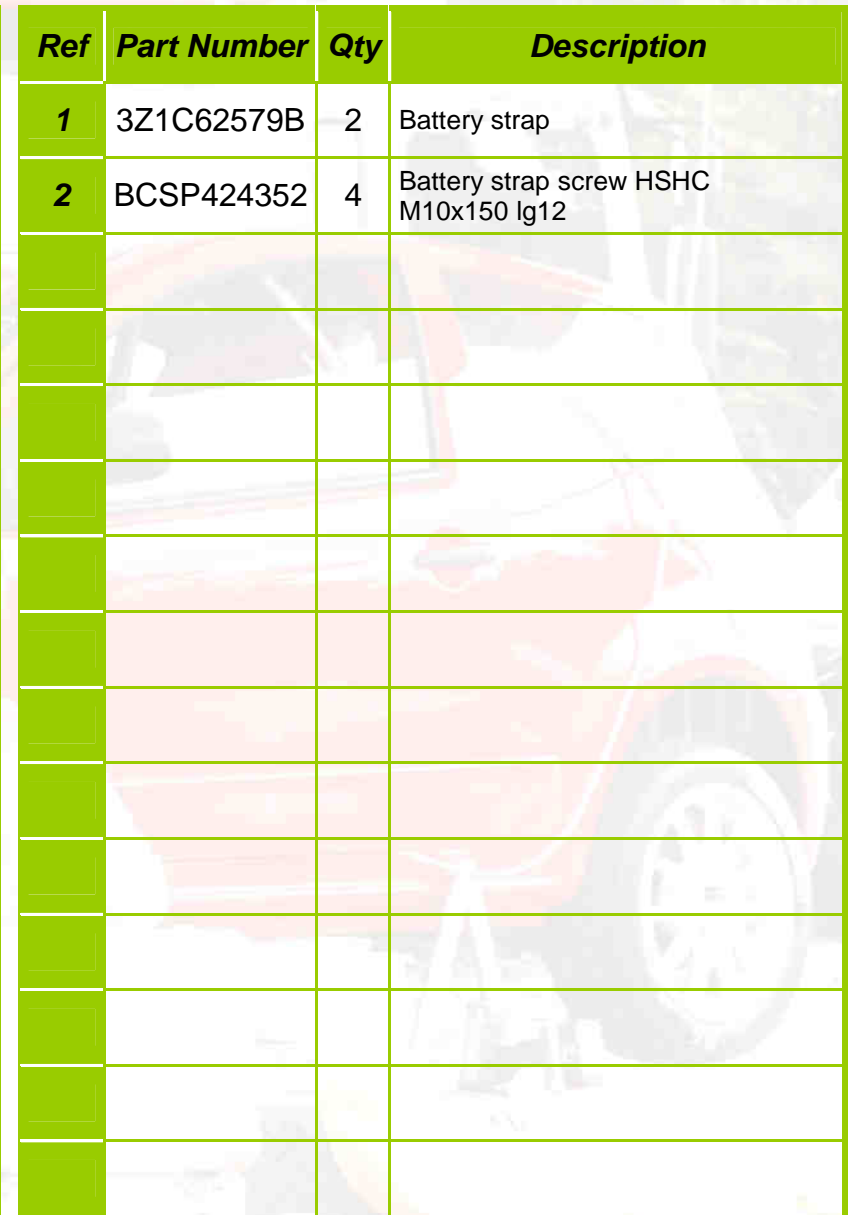 Ref Part Number Qty Description
1 3Z1C62579B 2 Battery strap
2 BCSP424352 4 Battery strap screw HSHC
M10x150 lg12